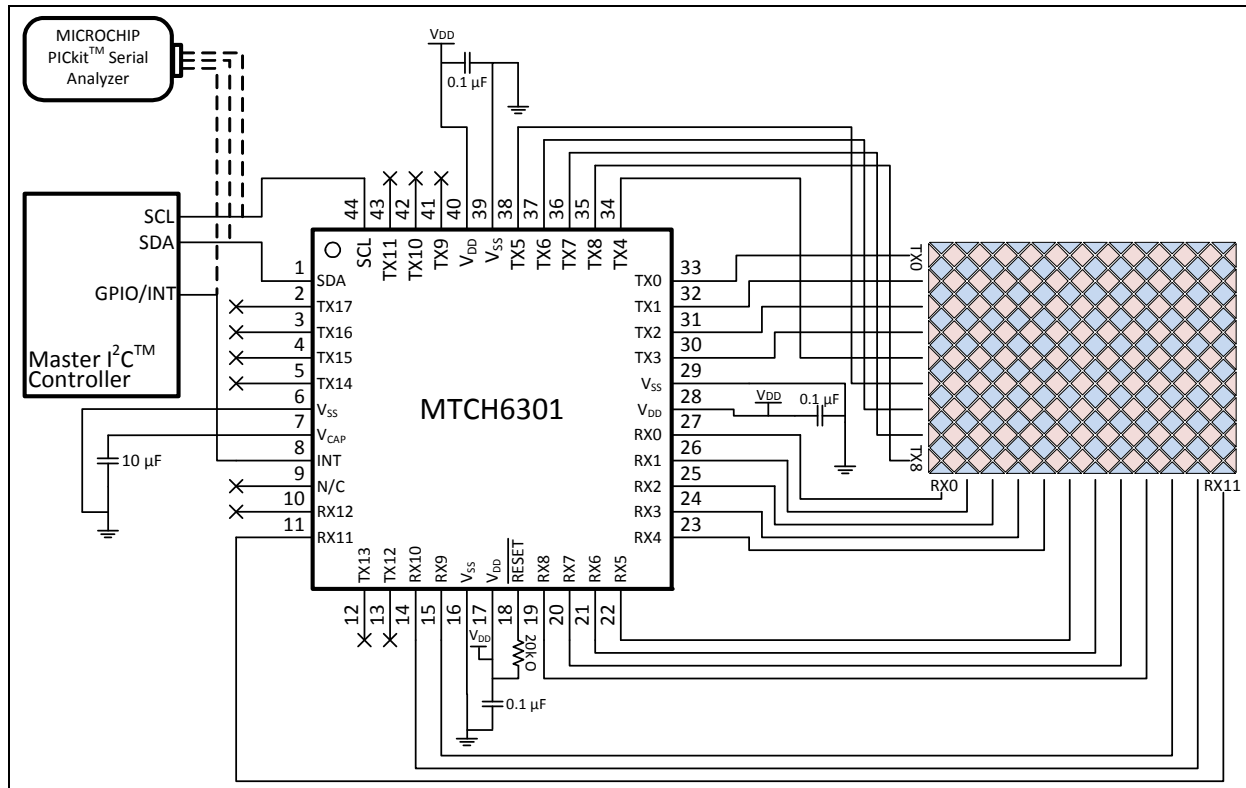 MICROCHIP
PICkit™ Serial
Analyzer
VDD
0.1 µF
SCL
SDA
GPIO/INT
Master I²C™
Controller
44
43
42
41
40
39
38
37
36
35
34
SCL
TX11
TX10
TX9
VDD
VSS
TX5
TX6
TX7
TX8
TX4
1
SDA
2
TX17
3
TX16
4
TX15
5
TX14
6
VSS
7
VCAP
8
INT
9
N/C
10
RX12
11
RX11
10 µF
MTCH6301
33
TX0
32
TX1
31
TX2
30
TX3
29
VSS
28
VDD
27
RX0
26
RX1
25
RX2
24
RX3
23
RX4
VDD
0.1 µF
TX0
TX8
RX0
RX11
TX13
TX12
RX10
RX9
VSS
VDD
RESET
RX8
RX7
RX6
RX5
12
13
14
15
16
17
18
19
20
21
22
VDD
20kΩ
0.1 µF